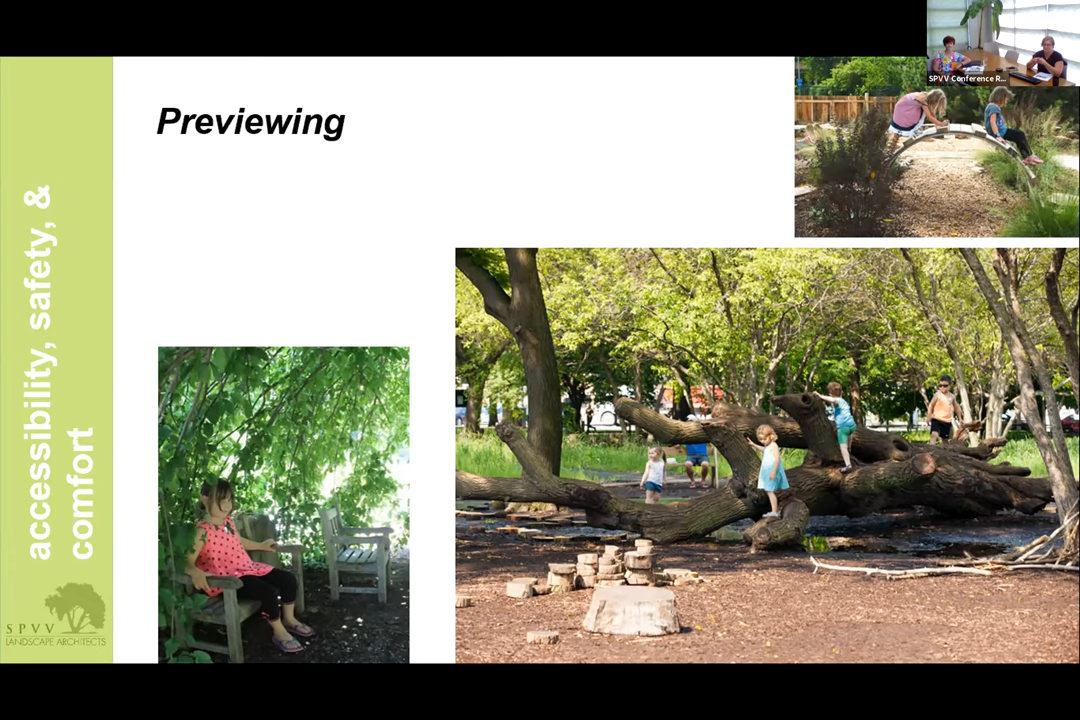 Previewing
SPVV Conference R...
accessibility, safety, &
comfort
SPVV
LANDSCAPE ARCHITECTS